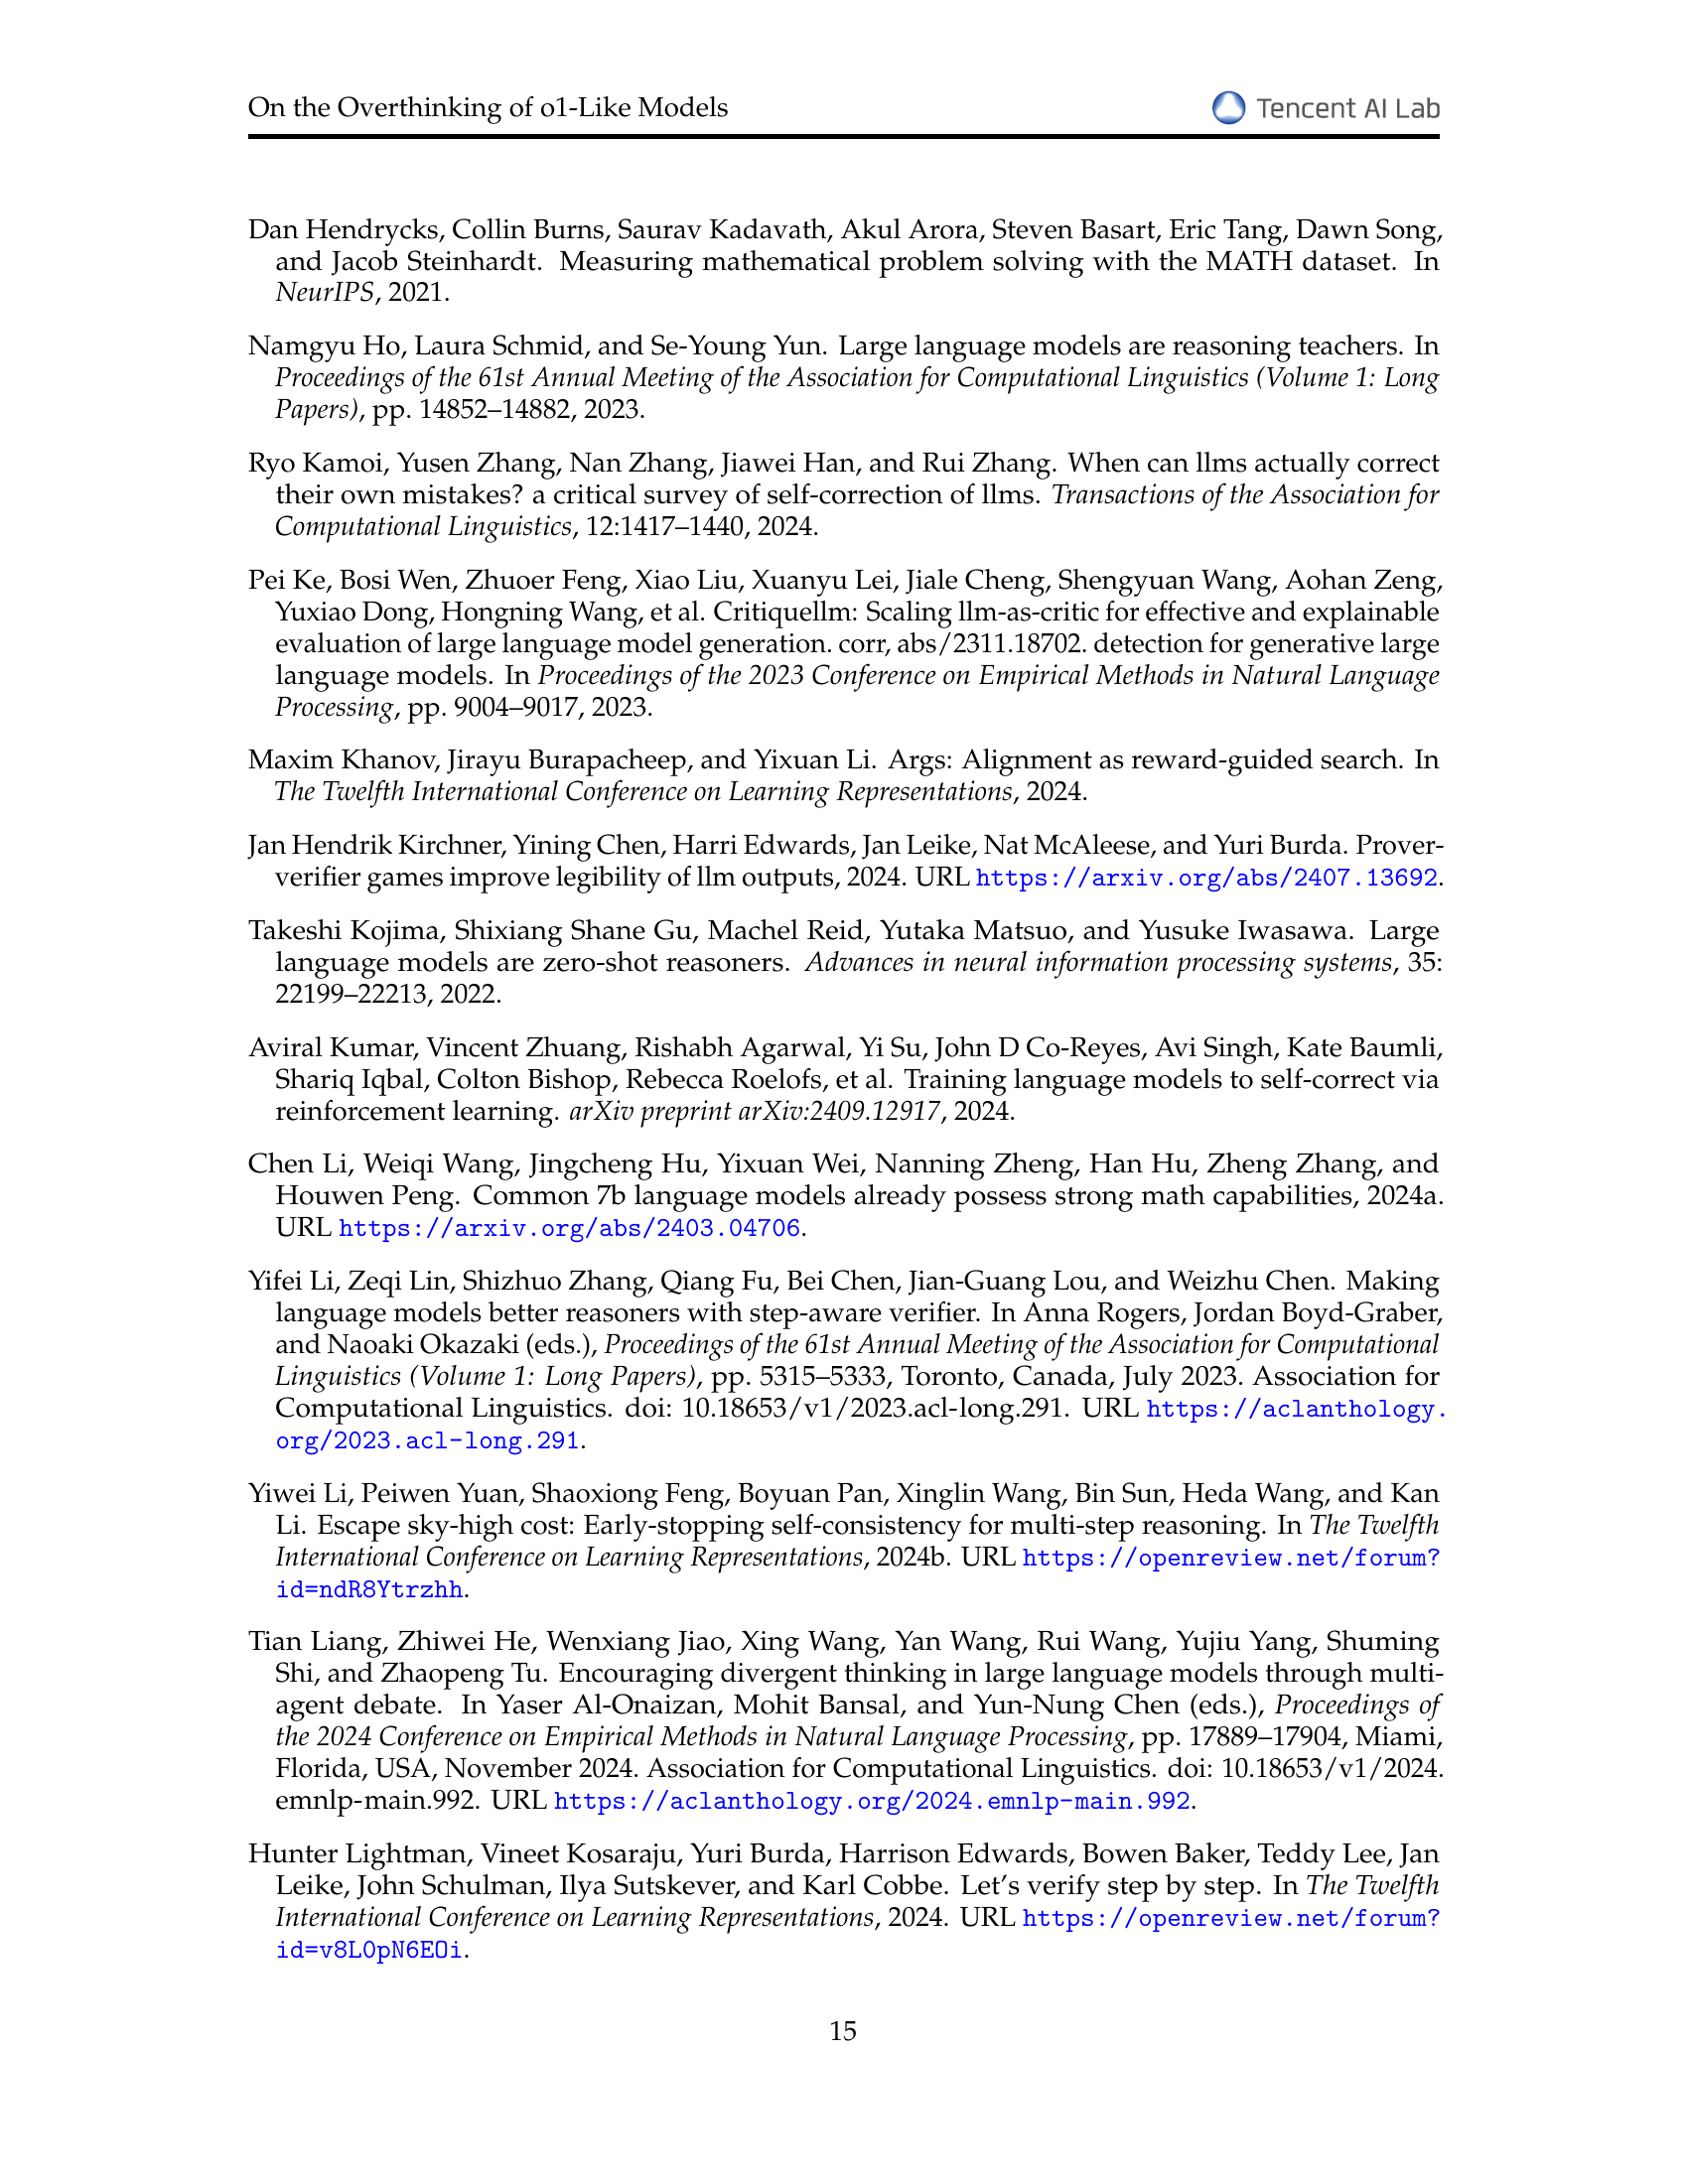 On the Overthinking of o1-Like Models
Tencent AI Lab
Dan Hendrycks, Collin Burns, Saurav Kadavath, Akul Arora, Steven Basart, Eric Tang, Dawn Song,
and Jacob Steinhardt. Measuring mathematical problem solving with the MATH dataset. In
NeurIPS, 2021.
Namgyu Ho, Laura Schmid, and Se-Young Yun. Large language models are reasoning teachers. In
Proceedings of the 61st Annual Meeting of the Association for Computational Linguistics (Volume 1: Long
Papers), pp. 14852–14882, 2023.
Ryo Kamoi, Yusen Zhang, Nan Zhang, Jiawei Han, and Rui Zhang. When can llms actually correct
their own mistakes? a critical survey of self-correction of llms. Transactions of the Association for
Computational Linguistics, 12:1417–1440, 2024.
Pei Ke, Bosi Wen, Zhuoer Feng, Xiao Liu, Xuanyu Lei, Jiale Cheng, Shengyuan Wang, Aohan Zeng,
Yuxiao Dong, Hongning Wang, et al. Critiquellm: Scaling llm-as-critic for effective and explainable
evaluation of large language model generation. corr, abs/2311.18702. detection for generative large
language models. In Proceedings of the 2023 Conference on Empirical Methods in Natural Language
Processing, pp. 9004–9017, 2023.
Maxim Khanov, Jirayu Burapacheep, and Yixuan Li. Args: Alignment as reward-guided search. In
The Twelfth International Conference on Learning Representations, 2024.
Jan Hendrik Kirchner, Yining Chen, Harri Edwards, Jan Leike, Nat McAleese, and Yuri Burda. Prover-
verifier games improve legibility of llm outputs, 2024. URL https://arxiv.org/abs/2407.13692.
Takeshi Kojima, Shixiang Shane Gu, Machel Reid, Yutaka Matsuo, and Yusuke Iwasawa. Large
language models are zero-shot reasoners. Advances in neural information processing systems, 35:
22199–22213, 2022.
Aviral Kumar, Vincent Zhuang, Rishabh Agarwal, Yi Su, John D Co-Reyes, Avi Singh, Kate Baumli,
Shariq Iqbal, Colton Bishop, Rebecca Roelofs, et al. Training language models to self-correct via
reinforcement learning. arXiv preprint arXiv:2409.12917, 2024.
Chen Li, Weiqi Wang, Jingcheng Hu, Yixuan Wei, Nanning Zheng, Han Hu, Zheng Zhang, and
Houwen Peng. Common 7b language models already possess strong math capabilities, 2024a.
URL https://arxiv.org/abs/2403.04706.
Yifei Li, Zeqi Lin, Shizhuo Zhang, Qiang Fu, Bei Chen, Jian-Guang Lou, and Weizhu Chen. Making
language models better reasoners with step-aware verifier. In Anna Rogers, Jordan Boyd-Graber,
and Naoaki Okazaki (eds.), Proceedings of the 61st Annual Meeting of the Association for Computational
Linguistics (Volume 1: Long Papers), pp. 5315–5333, Toronto, Canada, July 2023. Association for
Computational Linguistics. doi: 10.18653/v1/2023.acl-long.291. URL https://aclanthology.
org/2023.acl-long.291.
Yiwei Li, Peiwen Yuan, Shaoxiong Feng, Boyuan Pan, Xinglin Wang, Bin Sun, Heda Wang, and Kan
Li. Escape sky-high cost: Early-stopping self-consistency for multi-step reasoning. In The Twelfth
International Conference on Learning Representations, 2024b. URL https://openreview.net/forum?
id=ndR8Ytrzhh.
Tian Liang, Zhiwei He, Wenxiang Jiao, Xing Wang, Yan Wang, Rui Wang, Yujiu Yang, Shuming
Shi, and Zhaopeng Tu. Encouraging divergent thinking in large language models through multi-
agent debate. In Yaser Al-Onaizan, Mohit Bansal, and Yun-Nung Chen (eds.), Proceedings of
the 2024 Conference on Empirical Methods in Natural Language Processing, pp. 17889–17904, Miami,
Florida, USA, November 2024. Association for Computational Linguistics. doi: 10.18653/v1/2024.
emnlp-main.992. URL https://aclanthology.org/2024.emnlp-main.992.
Hunter Lightman, Vineet Kosaraju, Yuri Burda, Harrison Edwards, Bowen Baker, Teddy Lee, Jan
Leike, John Schulman, Ilya Sutskever, and Karl Cobbe. Let's verify step by step. In The Twelfth
International Conference on Learning Representations, 2024. URL https://openreview.net/forum?
id=v8L0pN6EOi.
15